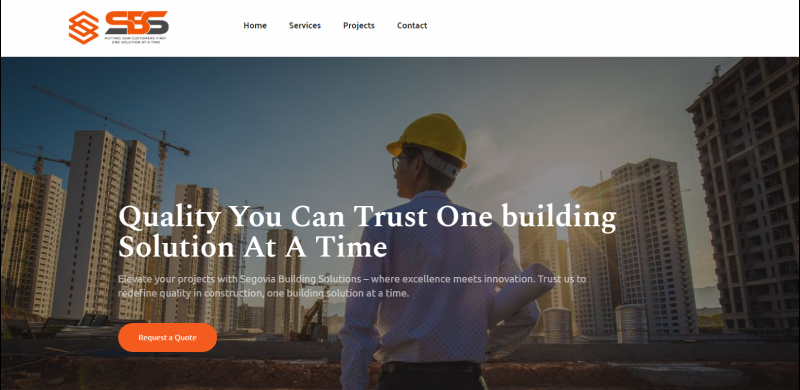 SBS
PUTTING OUR CUSTOMERS FIRST
ONE SOLUTION AT A TIME
Home Services Projects Contact
Quality You Can Trust One building
Solution At A Time
Elevate your projects with Segovia Building Solutions – where excellence meets innovation. Trust us to
redefine quality in construction, one building solution at a time.
Request a Quote